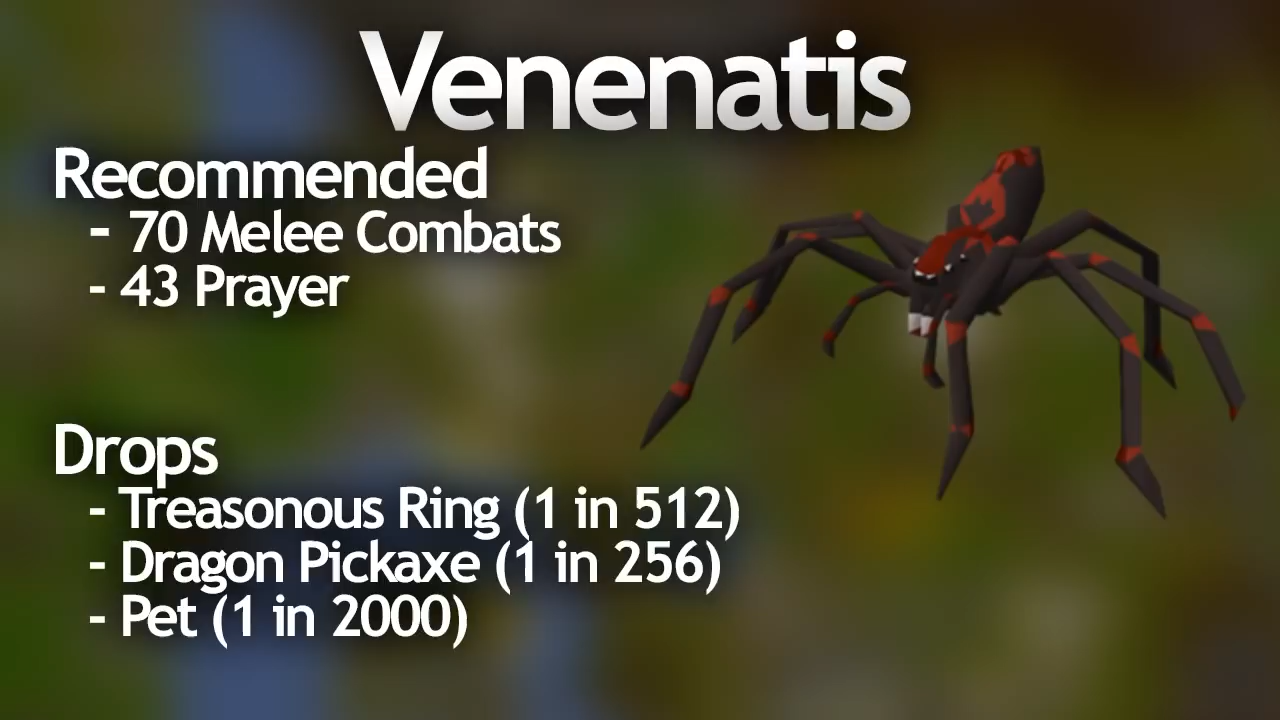 Venenatis
Recommended
- 70 Melee Combats
- 43 Prayer
Drops
- Treasonous Ring (1 in 512)
- Dragon Pickaxe (1 in 256)
- Pet (1 in 2000)